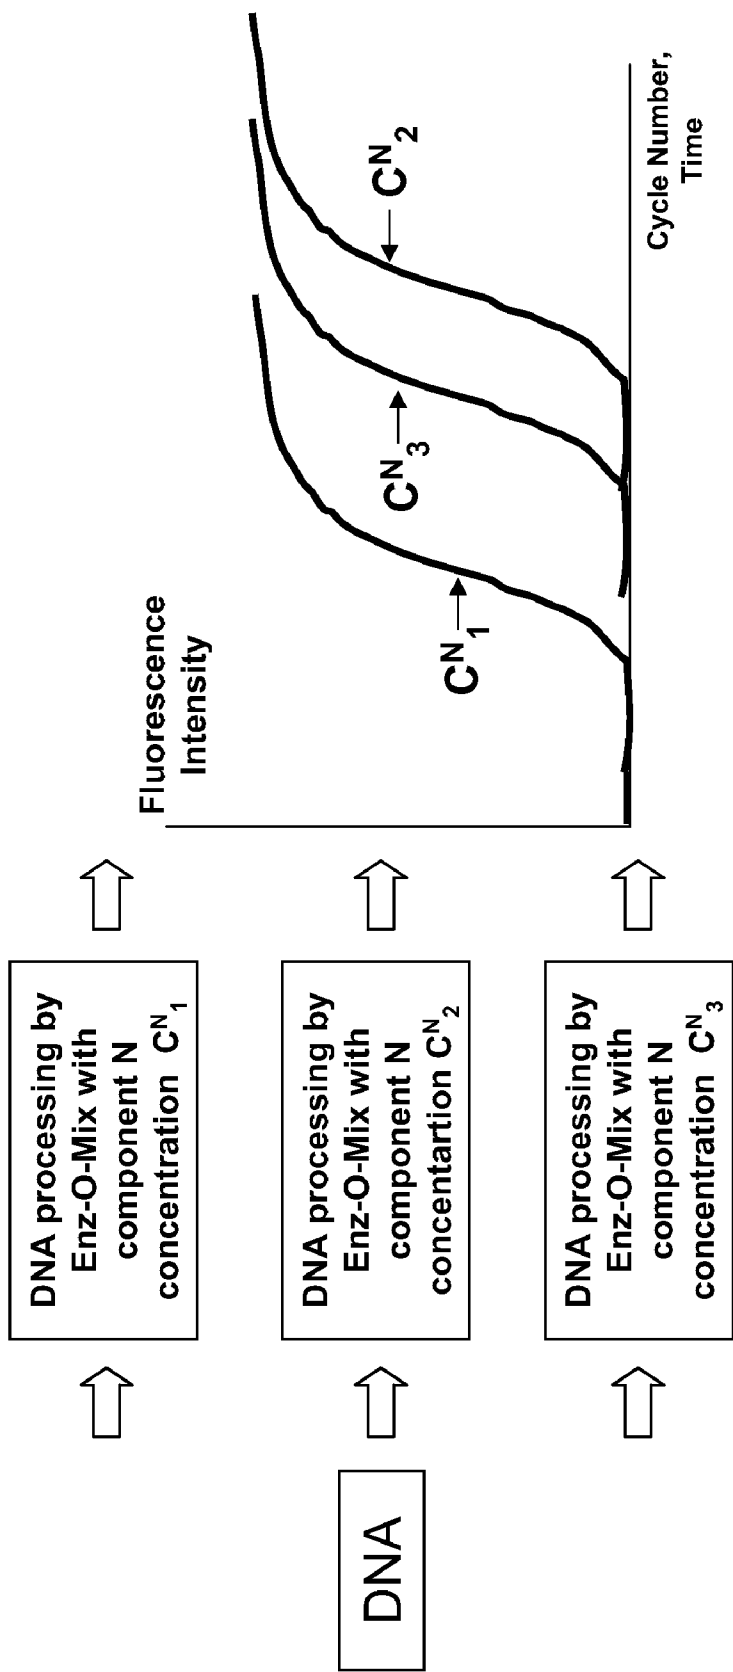 DNA
DNA processing by
Enz-O-Mix with
component N
concentration C^N_1
DNA processing by
Enz-O-Mix with
component N
concentartion C^N_2
DNA processing by
Enz-O-Mix with
component N
concentration C^N_3
Fluorescence
Intensity
C^N_1
C^N_3
C^N_2
Cycle Number,
Time